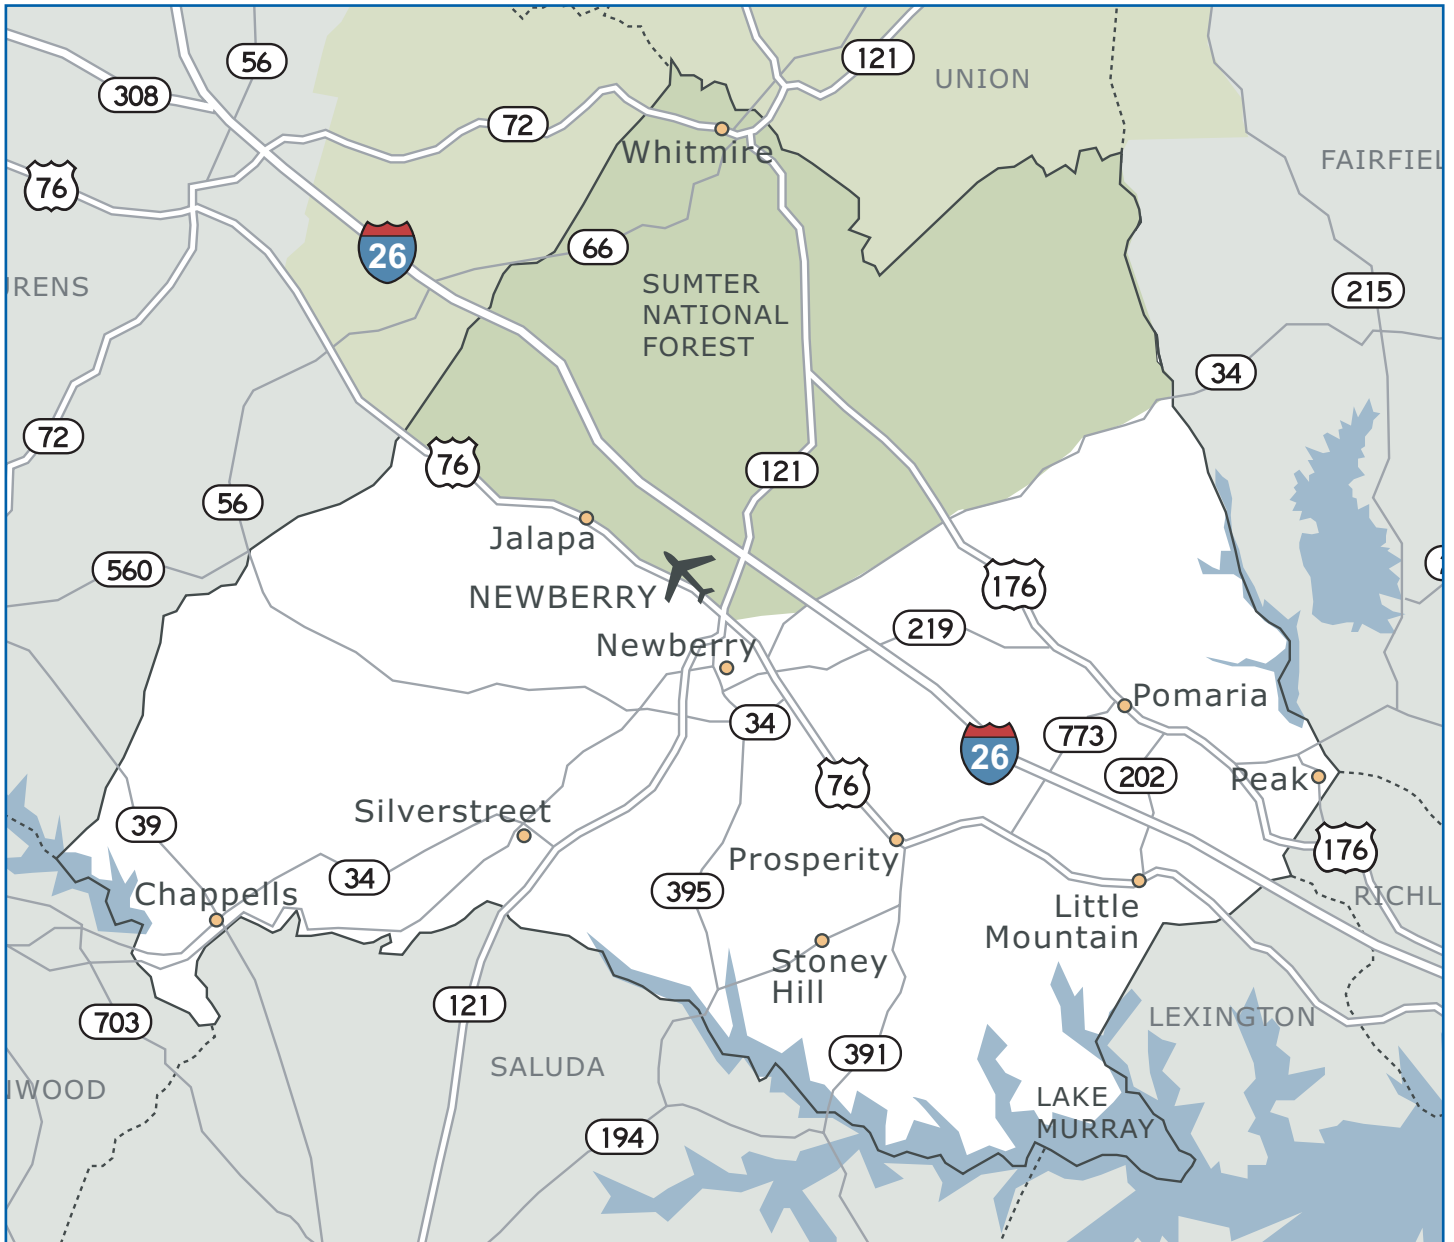 56
121
308
UNION
72
Whitmire
FAIRFIEL
76
66
26
SUMTER
NATIONAL
FOREST
JRENS
215
34
72
76
121
56
Jalapa
560
176
NEWBERRY
219
Newberry
Pomaria
34
773
26
202
Peak
76
Silverstreet
39
176
Prosperity
34
395
Chappells
RICHL
Little
Mountain
Stoney
Hill
121
703
LEXINGTON
391
SALUDA
NWOOD
LAKE
MURRAY
194